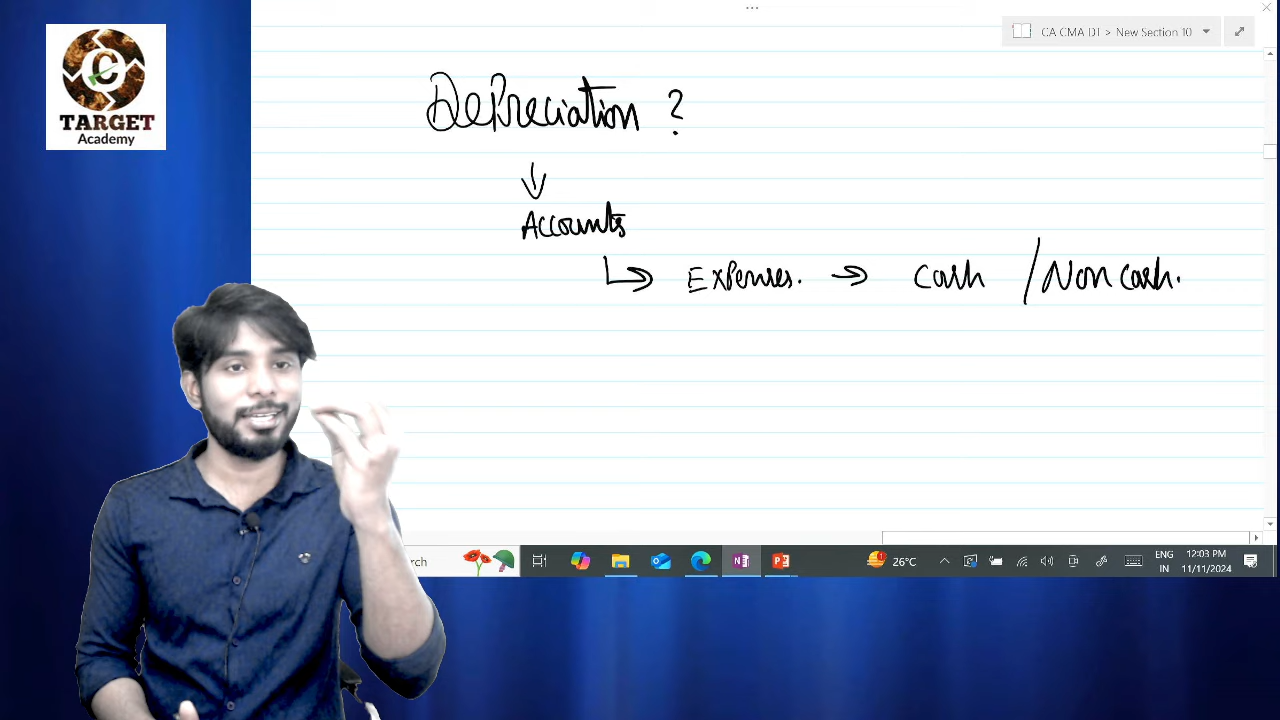 C
TARGET
Academy
CA CMA DT > New Section 10
Depreciation ?
Accounts
Expenses. → Cash / Non cash.
rch
26°C
ENG
IN
12:03 PM
11/11/2024